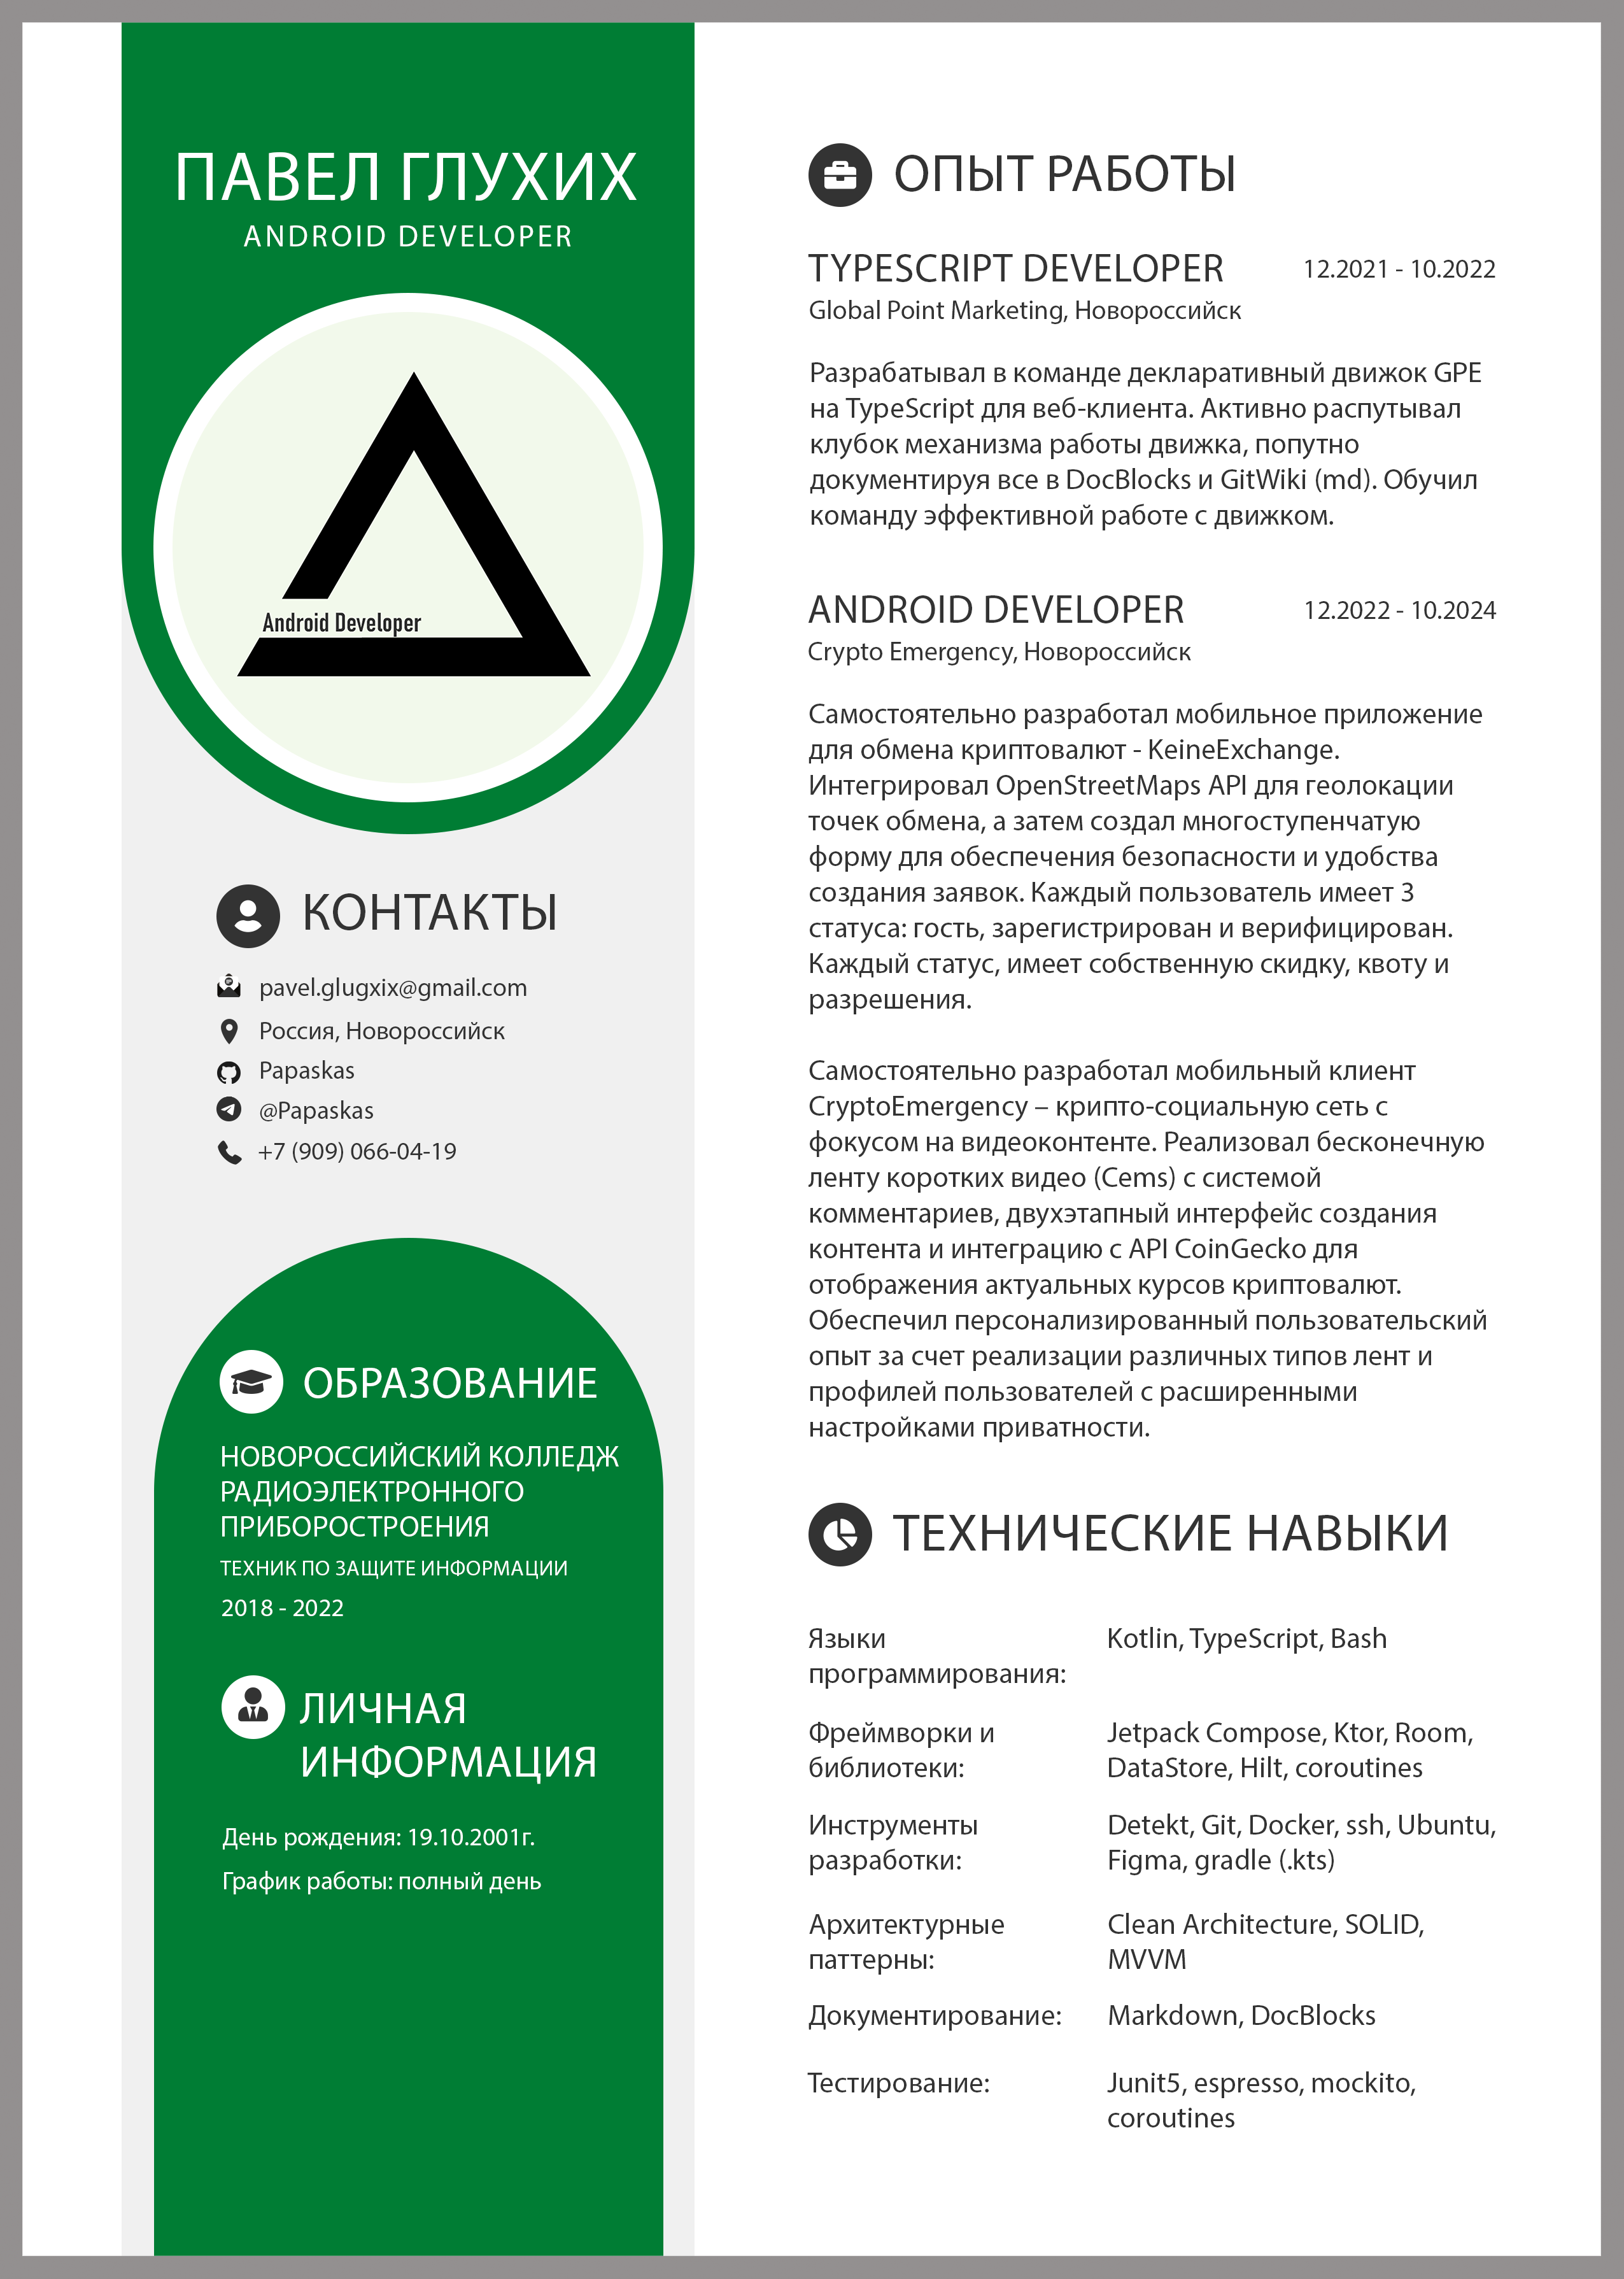 ПАВЕЛ ГЛУХИХ
ANDROID DEVELOPER
Android Developer
КОНТАКТЫ
pavel.glugxix@gmail.com
Россия, Новороссийск
Papaskas
@Papaskas
+7 (909) 066-04-19
ОБРАЗОВАНИЕ
НОВОРОССИЙСКИЙ КОЛЛЕДЖ
РАДИОЭЛЕКТРОННОГО
ПРИБОРОСТРОЕНИЯ
ТЕХНИК ПО ЗАЩИТЕ ИНФОРМАЦИИ
2018 - 2022
ЛИЧНАЯ
ИНФОРМАЦИЯ
День рождения: 19.10.2001г.
График работы: полный день
ОПЫТ РАБОТЫ
TYPESCRIPT DEVELOPER 12.2021 - 10.2022
Global Point Marketing, Новороссийск
Разрабатывал в команде декларативный движок GPE
на TypeScript для веб-клиента. Активно распутывал
клубок механизма работы движка, попутно
документируя все в DocBlocks и GitWiki (md). Обучил
команду эффективной работе с движком.
ANDROID DEVELOPER 12.2022 - 10.2024
Crypto Emergency, Новороссийск
Самостоятельно разработал мобильное приложение
для обмена криптовалют - KeineExchange.
Интегрировал OpenStreetMaps API для геолокации
точек обмена, а затем создал многоступенчатую
форму для обеспечения безопасности и удобства
создания заявок. Каждый пользователь имеет 3
статуса: гость, зарегистрирован и верифицирован.
Каждый статус, имеет собственную скидку, квоту и
разрешения.
Самостоятельно разработал мобильный клиент
CryptoEmergency – крипто-социальную сеть с
фокусом на видеоконтенте. Реализовал бесконечную
ленту коротких видео (Cems) с системой
комментариев, двухэтапный интерфейс создания
контента и интеграцию с API CoinGecko для
отображения актуальных курсов криптовалют.
Обеспечил персонализированный пользовательский
опыт за счет реализации различных типов лент и
профилей пользователей с расширенными
настройками приватности.
ТЕХНИЧЕСКИЕ НАВЫКИ
Языки Kotlin, TypeScript, Bash
программирования:
Фреймворки и Jetpack Compose, Ktor, Room,
библиотеки: DataStore, Hilt, coroutines
Инструменты Detekt, Git, Docker, ssh, Ubuntu,
разработки: Figma, gradle (.kts)
Архитектурные Clean Architecture, SOLID,
паттерны: MVVM
Документирование: Markdown, DocBlocks
Тестирование: Junit5, espresso, mockito,
coroutines